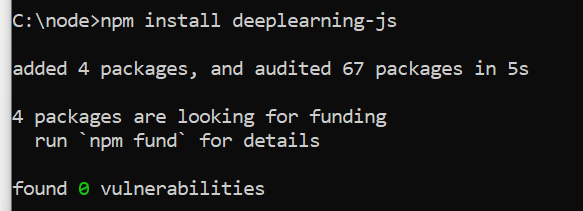 C:\node>npm install deeplearning-js
added 4 packages, and audited 67 packages in 5s
4 packages are looking for funding
  run `npm fund` for details
found 0 vulnerabilities